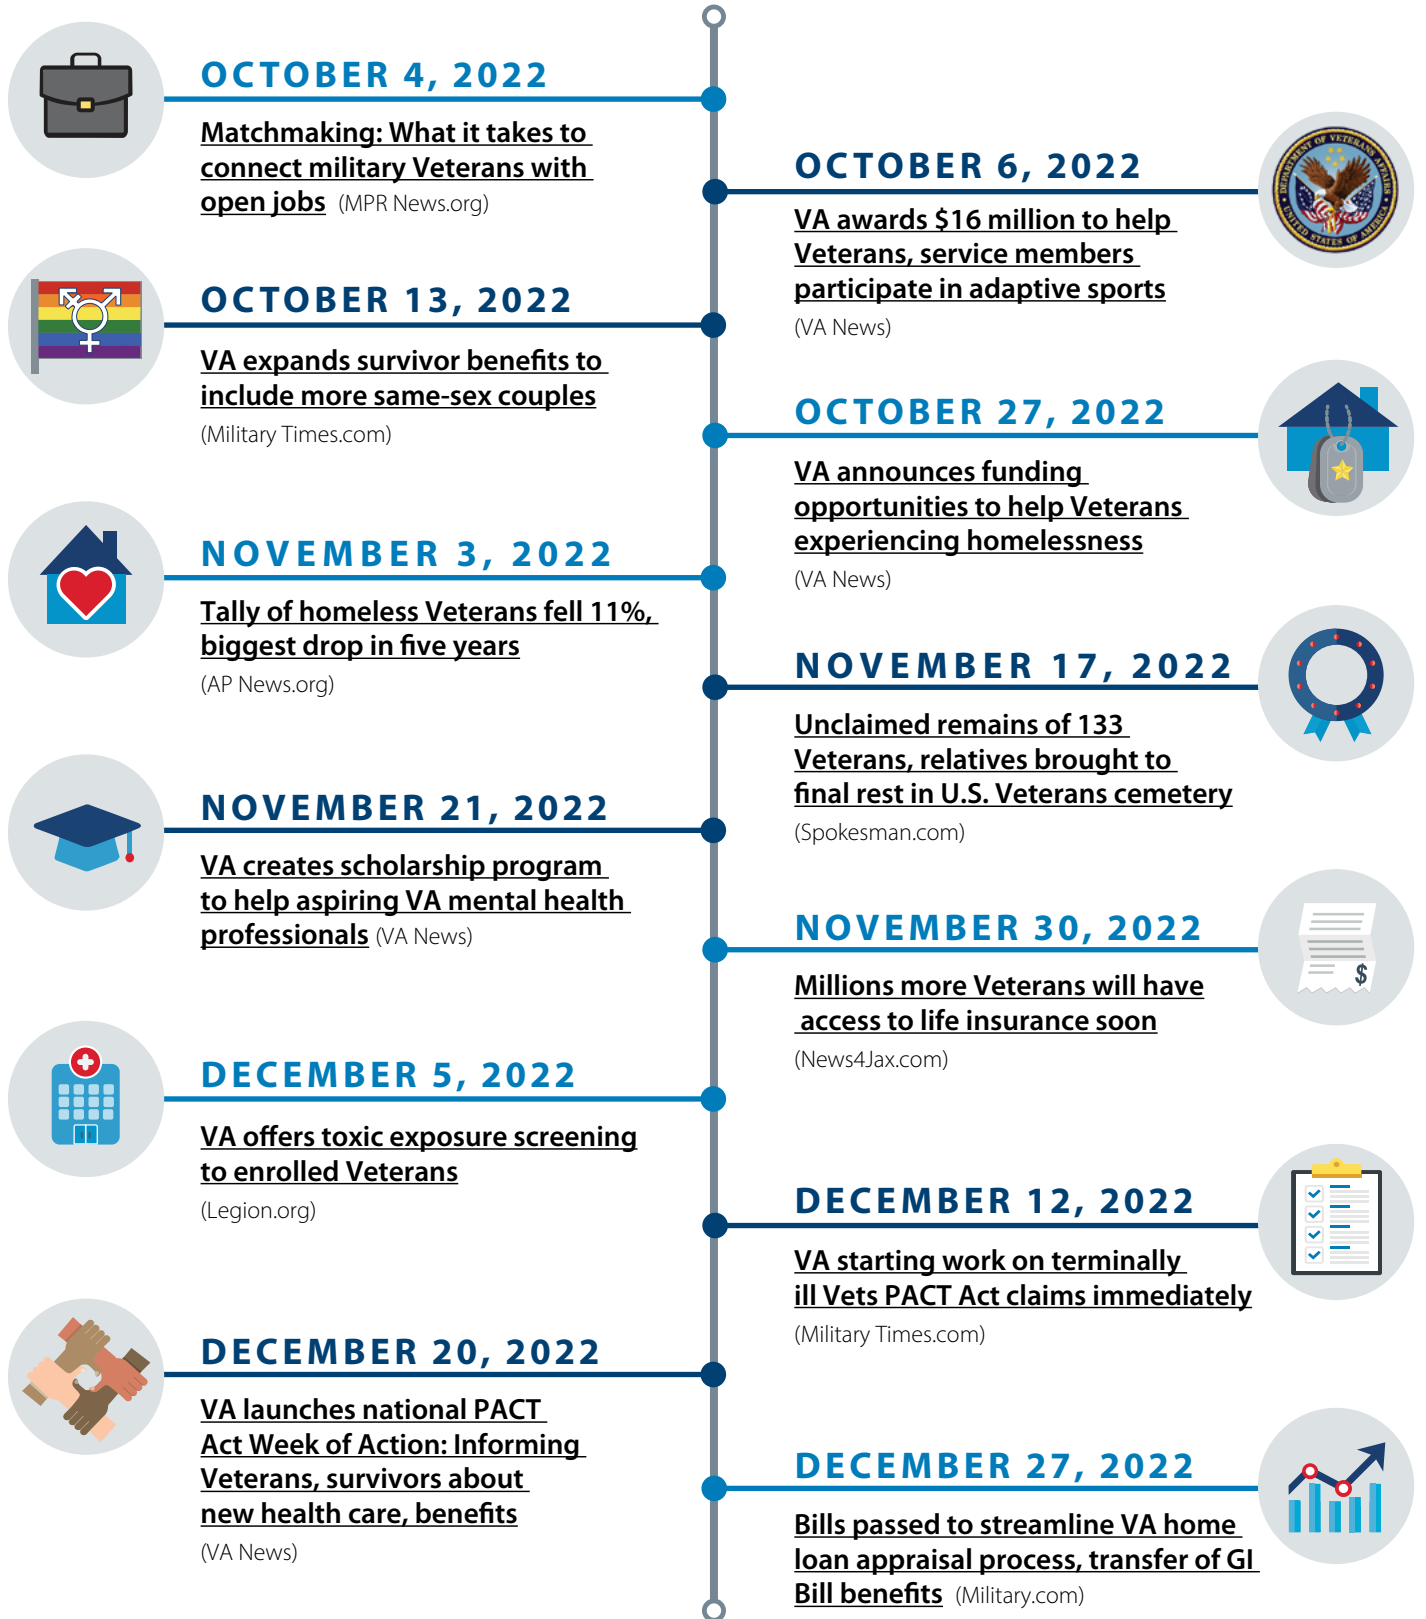 OCTOBER 4, 2022
Matchmaking: What it takes to
connect military Veterans with
open jobs (MPR News.org)
OCTOBER 6, 2022
VA awards $16 million to help
Veterans, service members
participate in adaptive sports
(VA News)
DEPARTMENT OF VETERANS AFFAIRS
UNITED STATES OF AMERICA
OCTOBER 13, 2022
VA expands survivor benefits to
include more same-sex couples
(Military Times.com)
OCTOBER 27, 2022
VA announces funding
opportunities to help Veterans
experiencing homelessness
(VA News)
NOVEMBER 3, 2022
Tally of homeless Veterans fell 11%,
biggest drop in five years
(AP News.org)
NOVEMBER 17, 2022
Unclaimed remains of 133
Veterans, relatives brought to
final rest in U.S. Veterans cemetery
(Spokesman.com)
NOVEMBER 21, 2022
VA creates scholarship program
to help aspiring VA mental health
professionals (VA News)
NOVEMBER 30, 2022
Millions more Veterans will have
access to life insurance soon
(News4Jax.com)
$
DECEMBER 5, 2022
VA offers toxic exposure screening
to enrolled Veterans
(Legion.org)
DECEMBER 12, 2022
VA starting work on terminally
ill Vets PACT Act claims immediately
(Military Times.com)
DECEMBER 20, 2022
VA launches national PACT
Act Week of Action: Informing
Veterans, survivors about
new health care, benefits
(VA News)
DECEMBER 27, 2022
Bills passed to streamline VA home
loan appraisal process, transfer of GI
Bill benefits (Military.com)